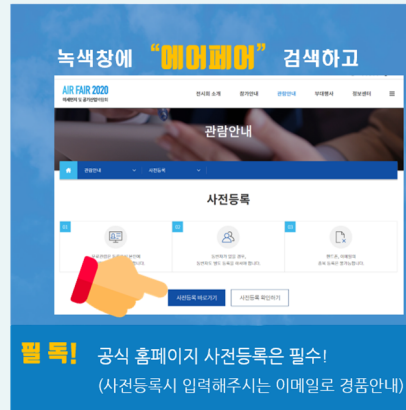 녹색창에 “에어페어” 검색하고
AIR FAIR 2020
전시회 소개 참가안내 관람안내 부대행사 정보센터
관람안내
관람안내 사전등록
사전등록
01 02 03
사전등록 바로가기 사전등록 확인하기
필 독! 공식 홈페이지 사전등록은 필수!
(사전등록시 입력해주시는 이메일로 경품안내)